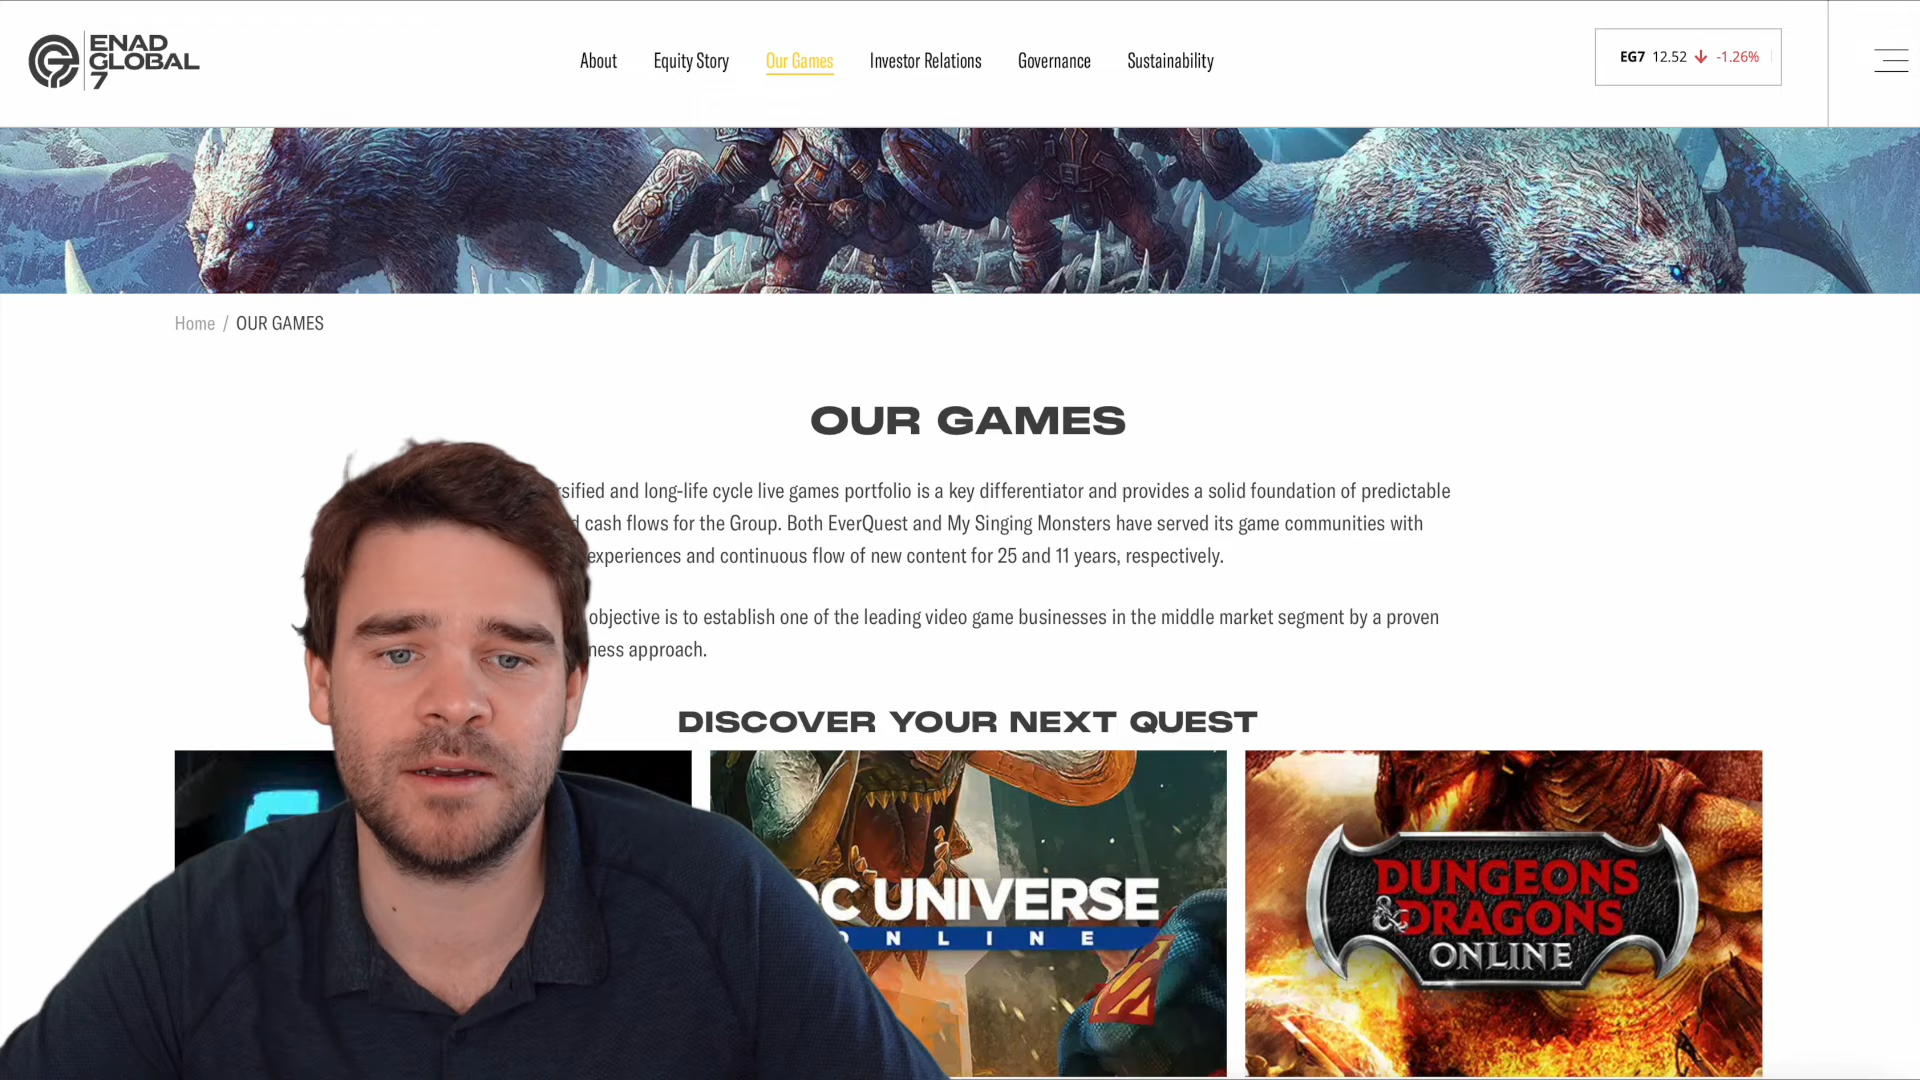 ENAD
GLOBAL
7
About Equity Story Our Games Investor Relations Governance Sustainability
EG7 12.52 -1.26%
Home / OUR GAMES
OUR GAMES
and long-life cycle live games portfolio is a key differentiator and provides a solid foundation of predictable
cash flows for the Group. Both EverQuest and My Singing Monsters have served its game communities with
experiences and continuous flow of new content for 25 and 11 years, respectively.
objective is to establish one of the leading video game businesses in the middle market segment by a proven
approach.
DISCOVER YOUR NEXT QUEST
UNIVERSE
DUNGEONS
& DRAGONS
ONLINE